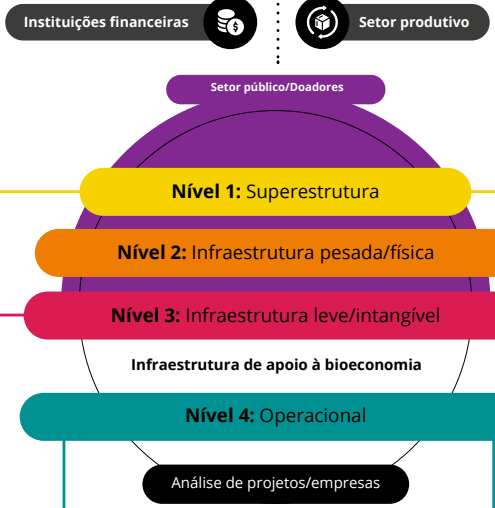 Instituições financeiras
Setor produtivo
Setor público/Doadores
Nível 1: Superestrutura
Nível 2: Infraestrutura pesada/física
Nível 3: Infraestrutura leve/intangível
Infraestrutura de apoio à bioeconomia
Nível 4: Operacional
Análise de projetos/empresas